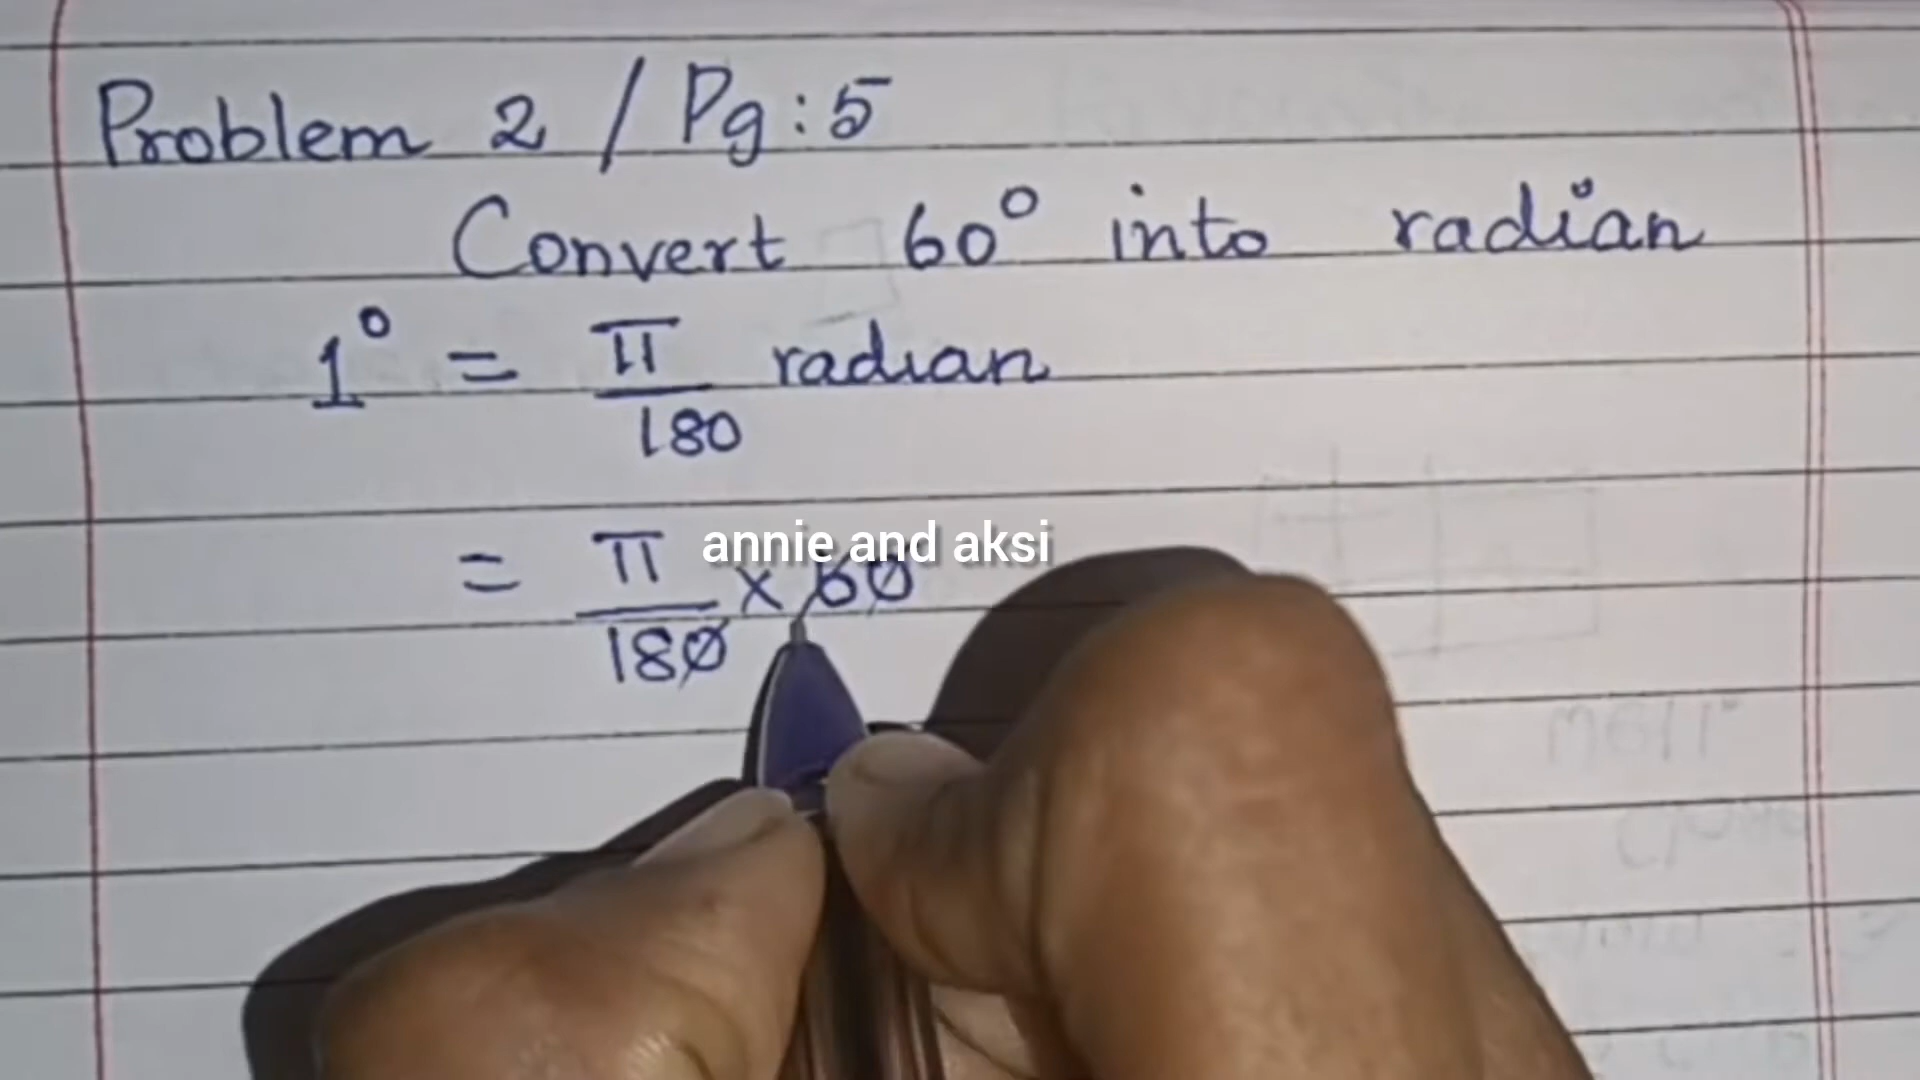 Problem 2 / Pg: 5
Convert 60° into radian
1° = π/180 radian
= π/180 × 60
annie and aksi